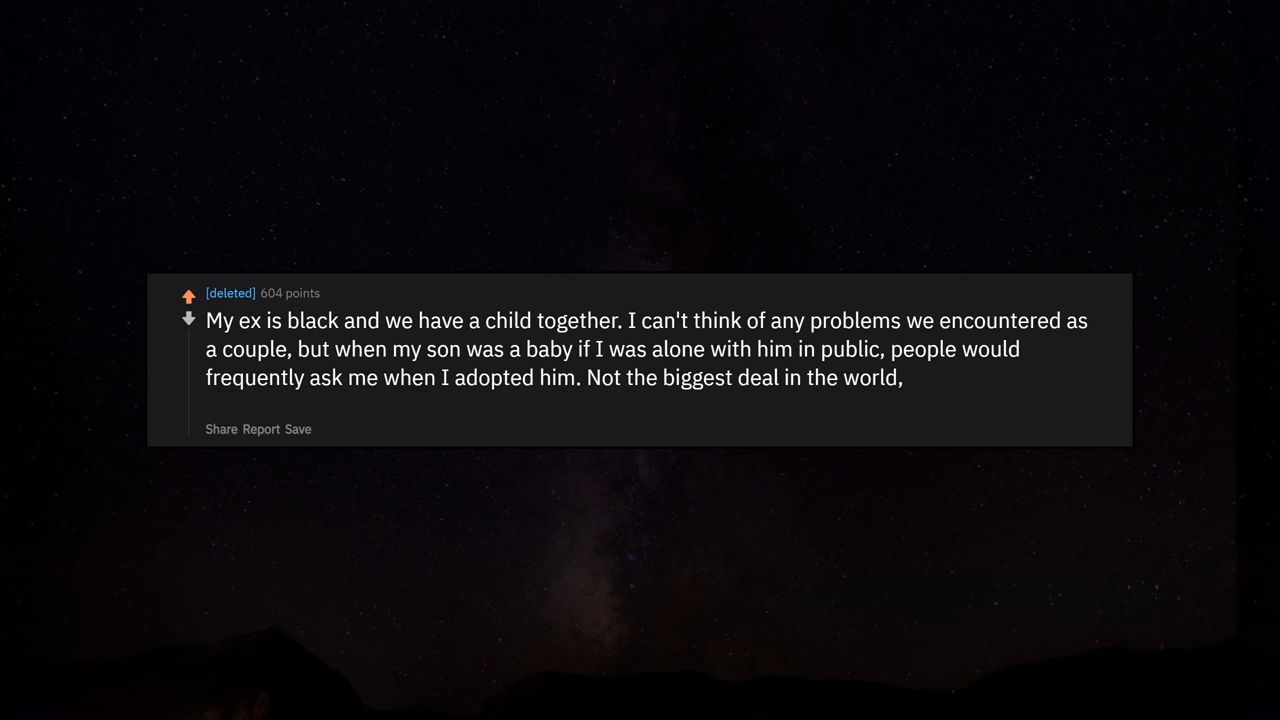 [deleted] 604 points
My ex is black and we have a child together. I can't think of any problems we encountered as
a couple, but when my son was a baby if I was alone with him in public, people would
frequently ask me when I adopted him. Not the biggest deal in the world,
Share Report Save